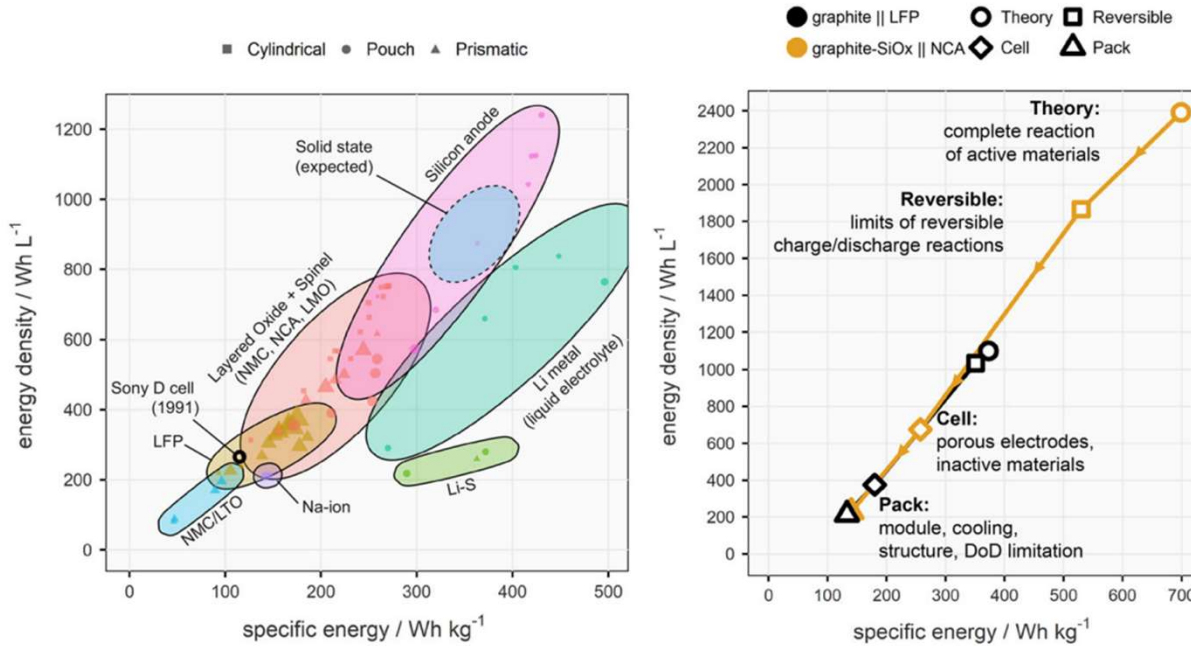 Cylindrical Pouch Prismatic
energy density / Wh L⁻¹
1200
1000
800
600
400
200
0
Solid state
(expected)
Silicon anode
Layered Oxide + Spinel
(NMC, NCA, LMO)
Sony D cell
(1991)
LFP
NMC/LTO
Na-ion
Li-S
Li metal
(liquid electrolyte)
0 100 200 300 400 500
specific energy / Wh kg⁻¹
graphite || LFP Theory Reversible
graphite-SiOx || NCA Cell Pack
energy density / Wh L⁻¹
2400
2200
2000
1800
1600
1400
1200
1000
800
600
400
200
0
Theory:
complete reaction
of active materials
Reversible:
limits of reversible
charge/discharge reactions
Cell:
porous electrodes,
inactive materials
Pack:
module, cooling,
structure, DoD limitation
0 100 200 300 400 500 600 700
specific energy / Wh kg⁻¹